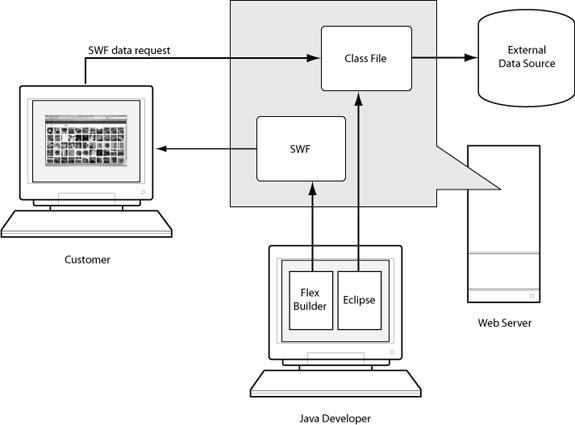 SWF data request
Class File
External
Data Source
SWF
Customer
Flex
Builder
Eclipse
Web Server
Java Developer